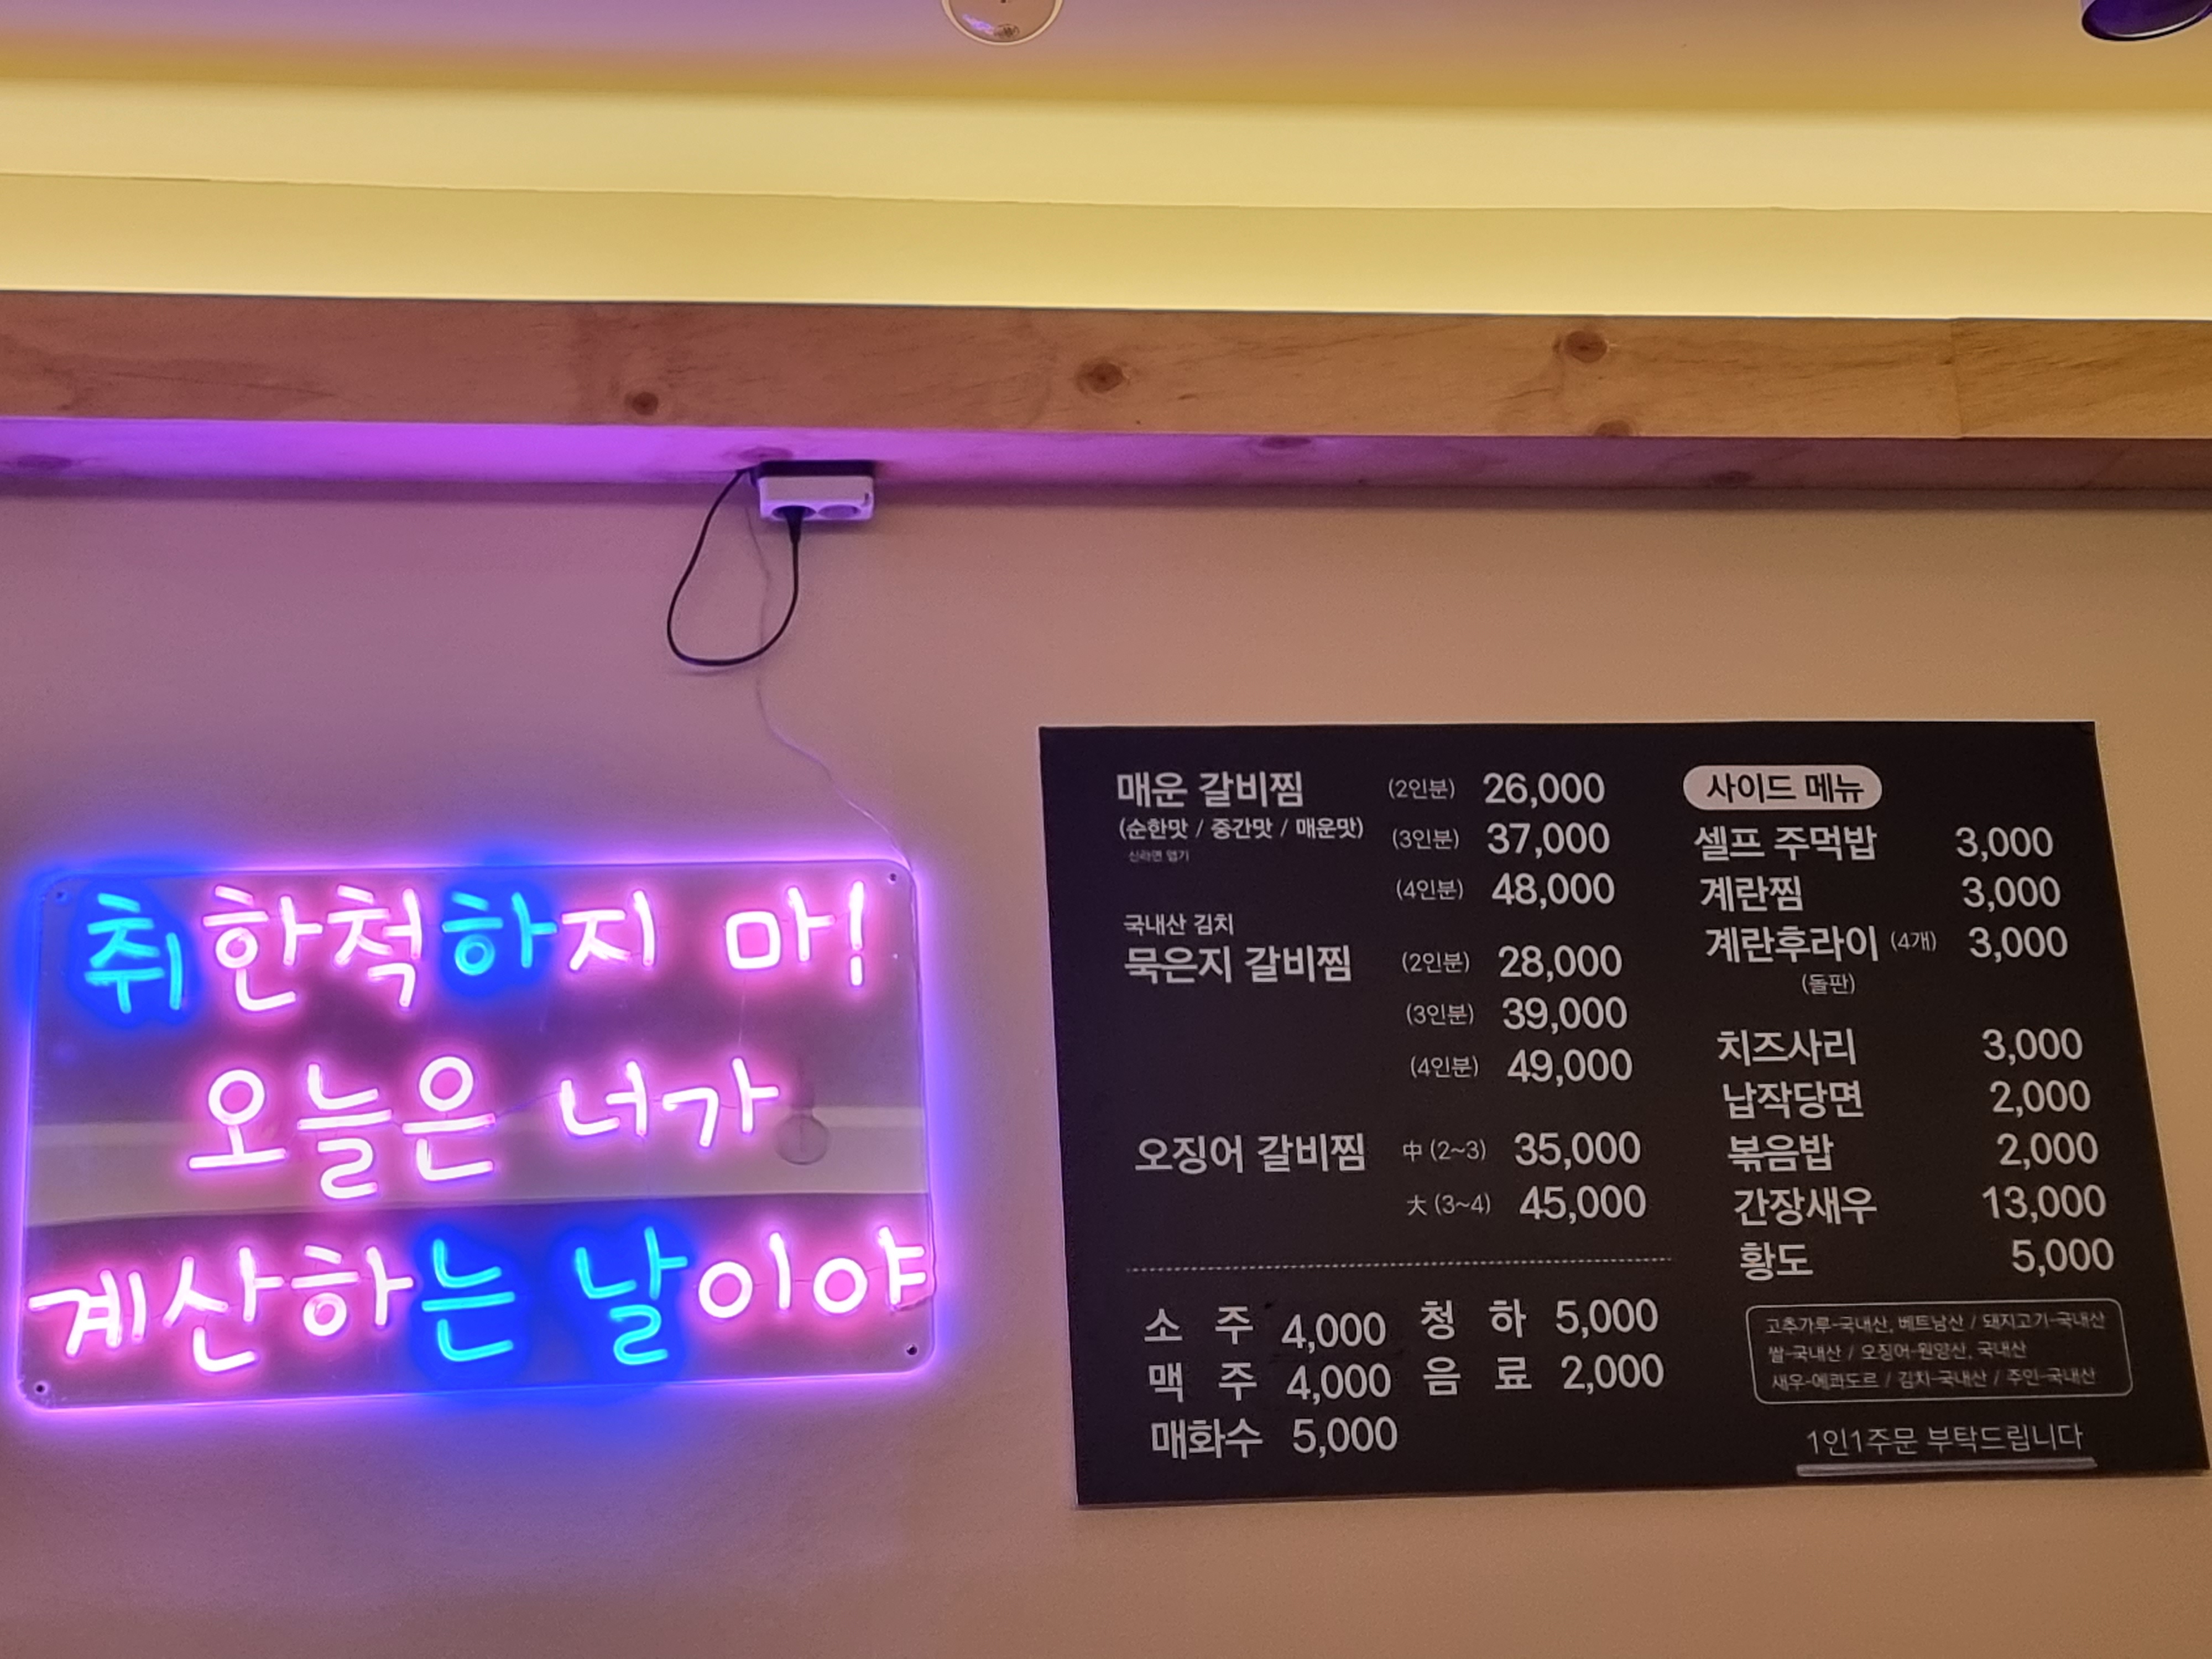 취한척하지 마!
오늘은 너가
계산하는 날이야
매운 갈비찜 (2인분) 26,000
(순한맛 / 중간맛 / 매운맛) (3인분) 37,000
신라면 맵기
(4인분) 48,000
국내산 김치
묵은지 갈비찜 (2인분) 28,000
(3인분) 39,000
(4인분) 49,000
오징어 갈비찜 中 (2~3) 35,000
大 (3~4) 45,000
소 주 4,000 청 하 5,000
맥 주 4,000 음 료 2,000
매화수 5,000
사이드 메뉴
셀프 주먹밥 3,000
계란찜 3,000
계란후라이 (4개) 3,000
(돌판)
치즈사리 3,000
납작당면 2,000
볶음밥 2,000
간장새우 13,000
황도 5,000
고추가루-국내산, 베트남산 / 돼지고기-국내산
쌀-국내산 / 오징어-원양산, 국내산
새우-에콰도르 / 김치-국내산 / 주인-국내산
1인1주문 부탁드립니다